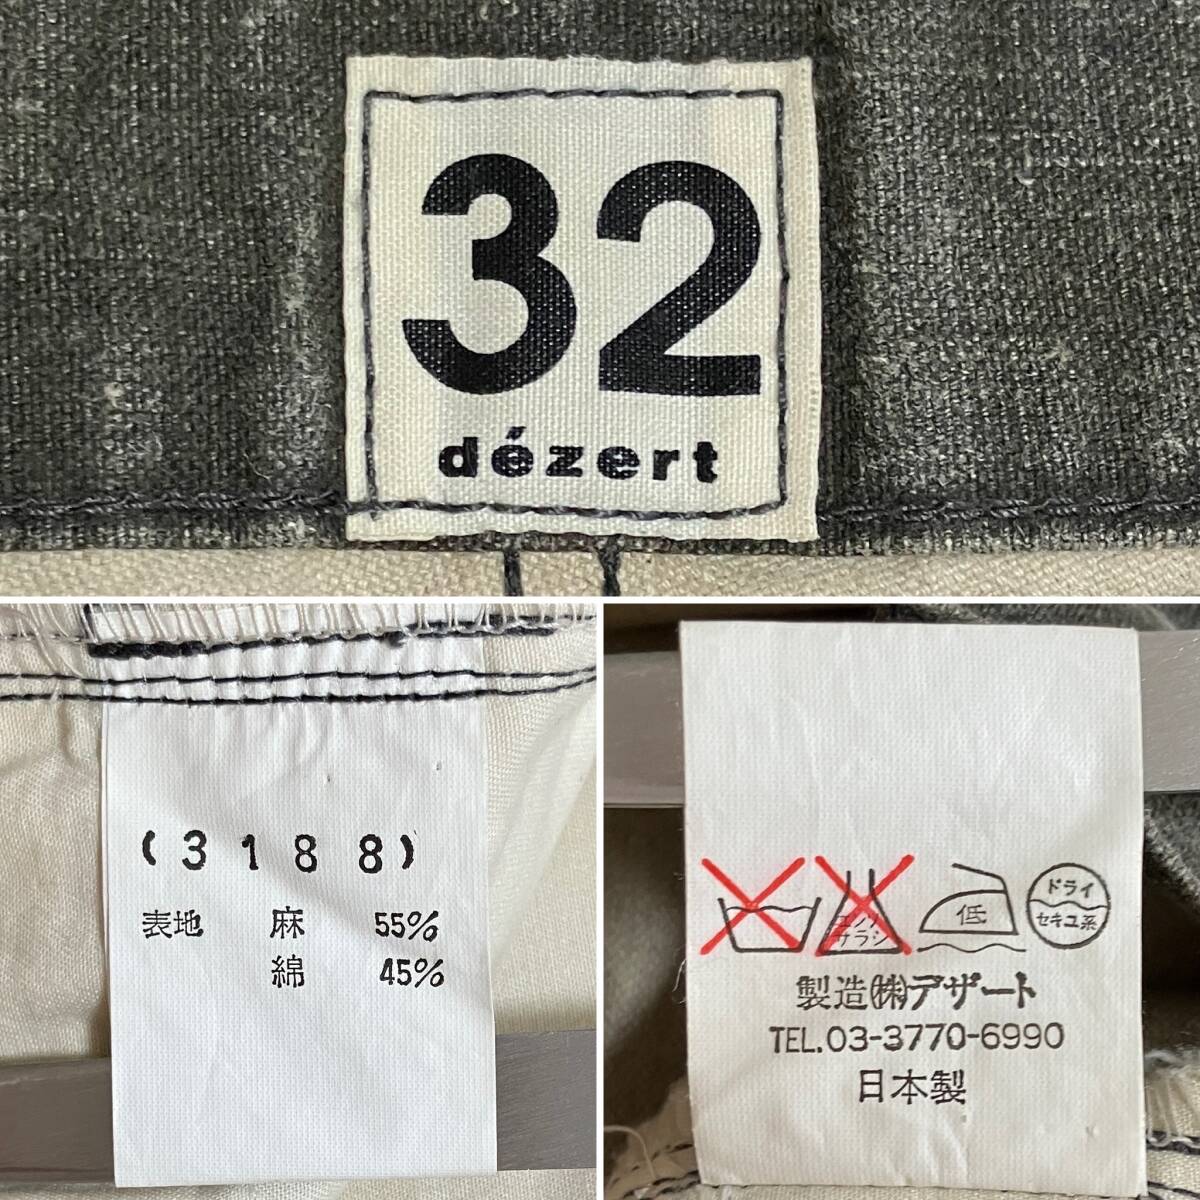 32
dézert
(3188)
表地 麻 55%
綿 45%
エンソ
サラシ
低
ドライ
セキユ系
製造(株)デザート
TEL.03-3770-6990
日本製